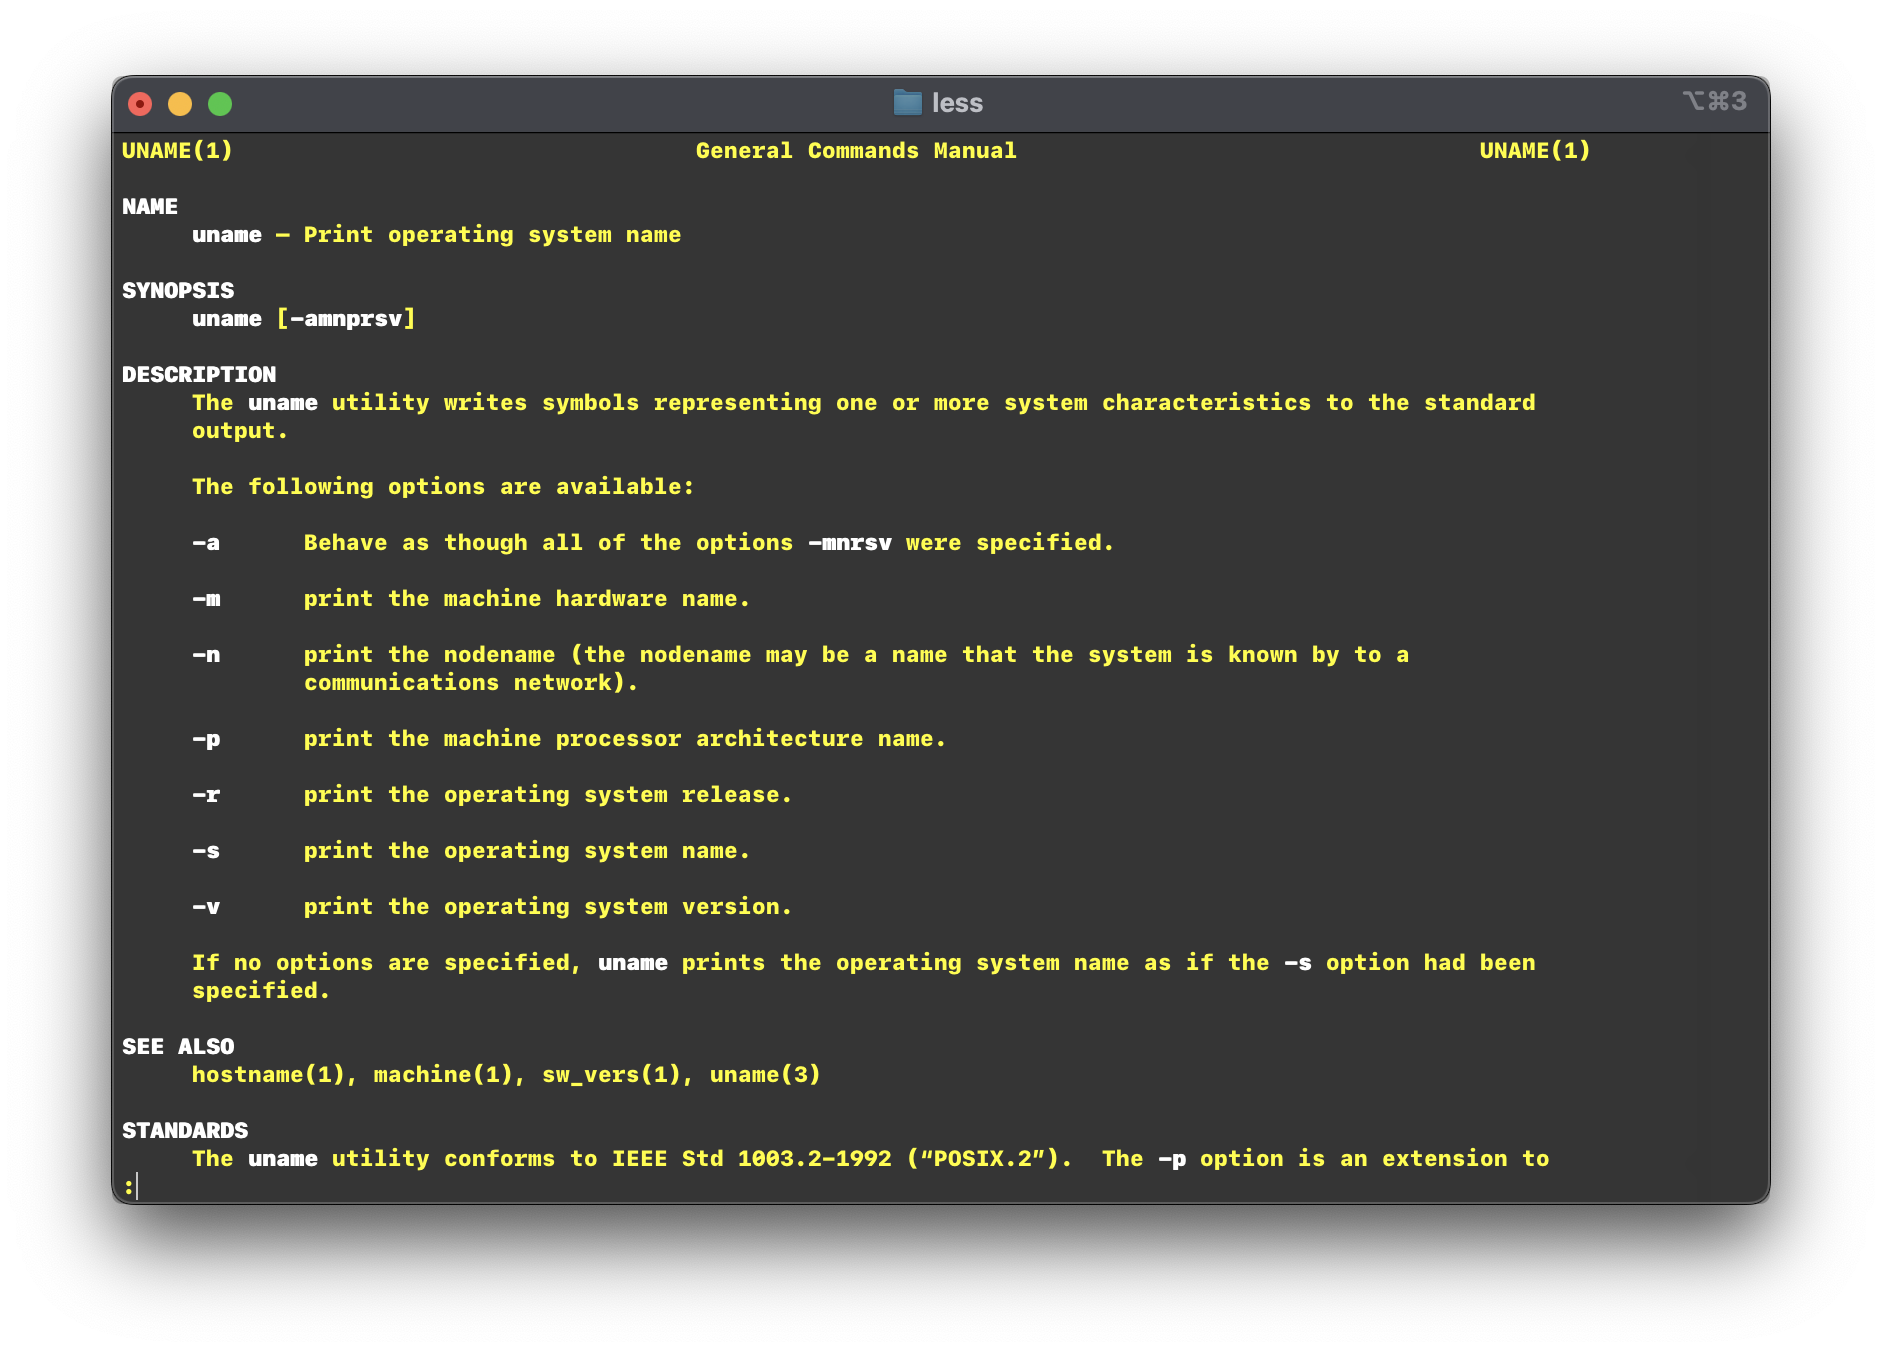 less
⌥⌘3
UNAME(1) General Commands Manual UNAME(1)
NAME
uname – Print operating system name
SYNOPSIS
uname [-amnprsv]
DESCRIPTION
The uname utility writes symbols representing one or more system characteristics to the standard
output.
The following options are available:
-a Behave as though all of the options -mnrsv were specified.
-m print the machine hardware name.
-n print the nodename (the nodename may be a name that the system is known by to a
communications network).
-p print the machine processor architecture name.
-r print the operating system release.
-s print the operating system name.
-v print the operating system version.
If no options are specified, uname prints the operating system name as if the -s option had been
specified.
SEE ALSO
hostname(1), machine(1), sw_vers(1), uname(3)
STANDARDS
The uname utility conforms to IEEE Std 1003.2-1992 (“POSIX.2”). The -p option is an extension to
: